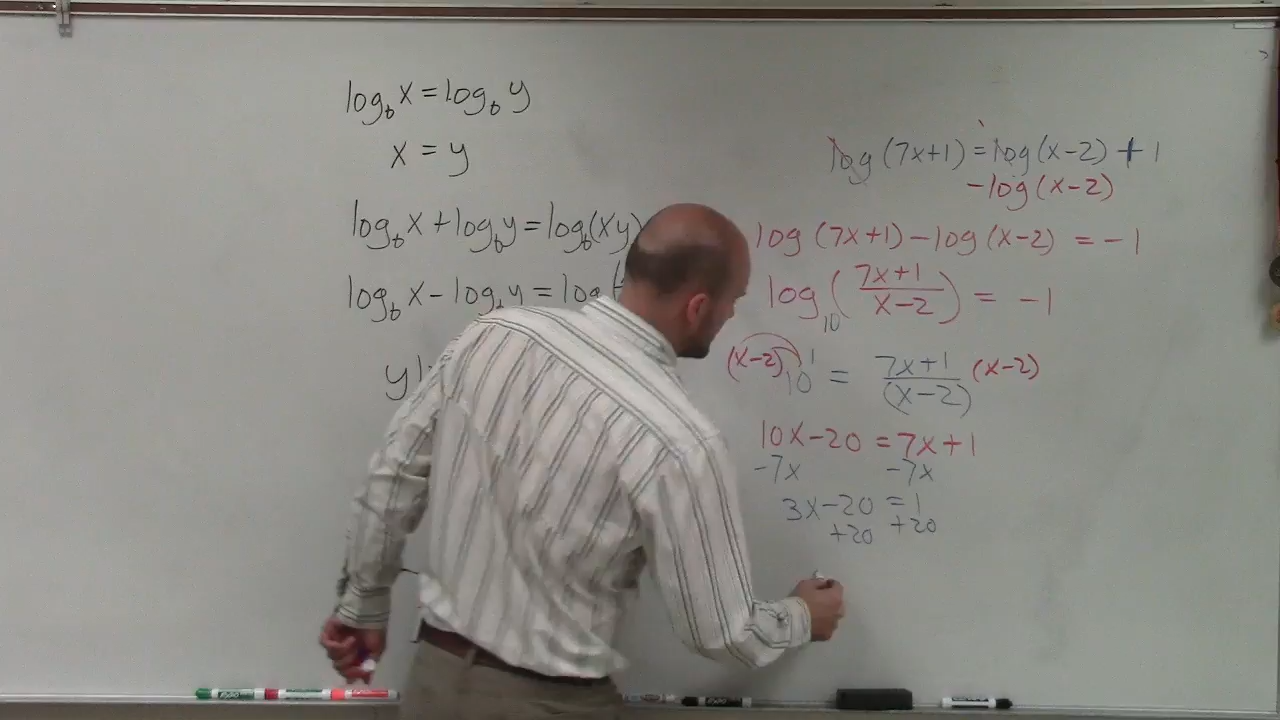 log_b x = log_b y
x = y
log_b x + log_b y = log_b (xy)
log_b x - log_b y = log
y
log (7x+1) = log (x-2) + 1
-log (x-2)
log (7x+1) - log (x-2) = -1
log_10 ( (7x+1)/(x-2) ) = -1
(x-2) 10^1 = (7x+1)/(x-2) (x-2)
10x-20 = 7x+1
-7x -7x
3x-20 = 1
+20 +20